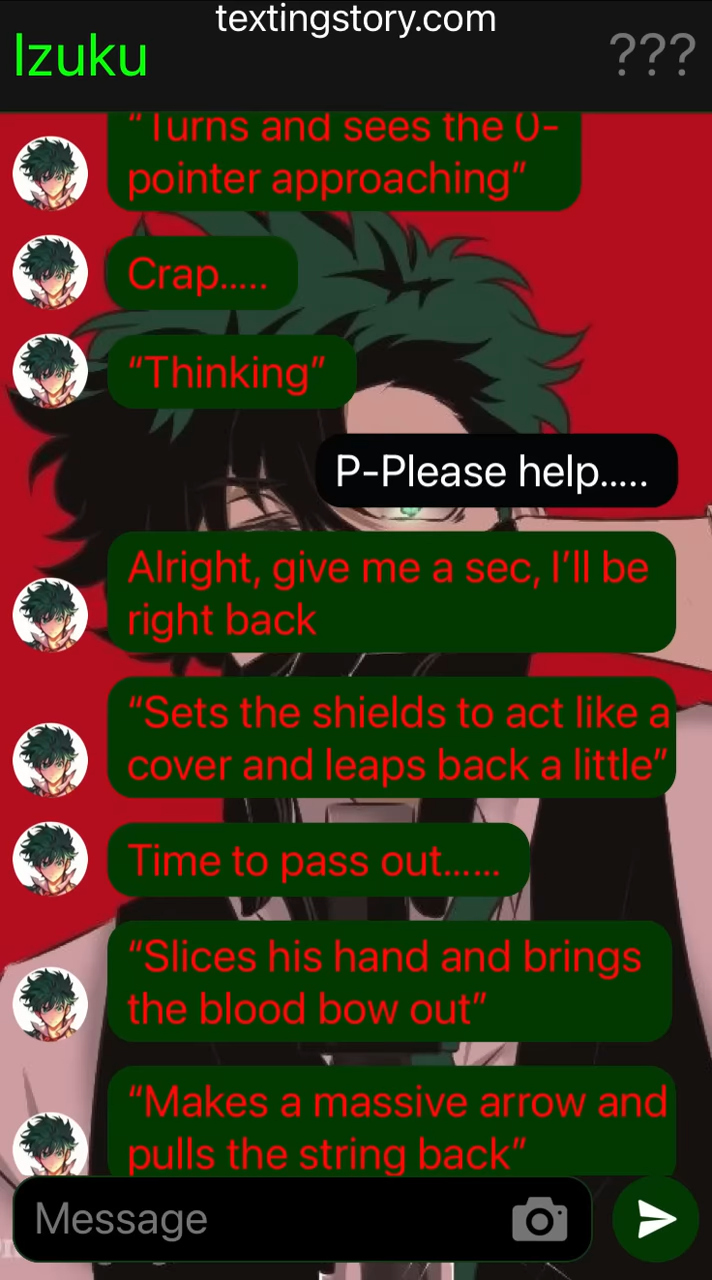 textingstory.com
Izuku
???
“Turns and sees the 0-
pointer approaching”
Crap.....
“Thinking”
P-Please help.....
Alright, give me a sec, I’ll be
right back
“Sets the shields to act like a
cover and leaps back a little”
Time to pass out......
“Slices his hand and brings
the blood bow out”
“Makes a massive arrow and
pulls the string back”
Message